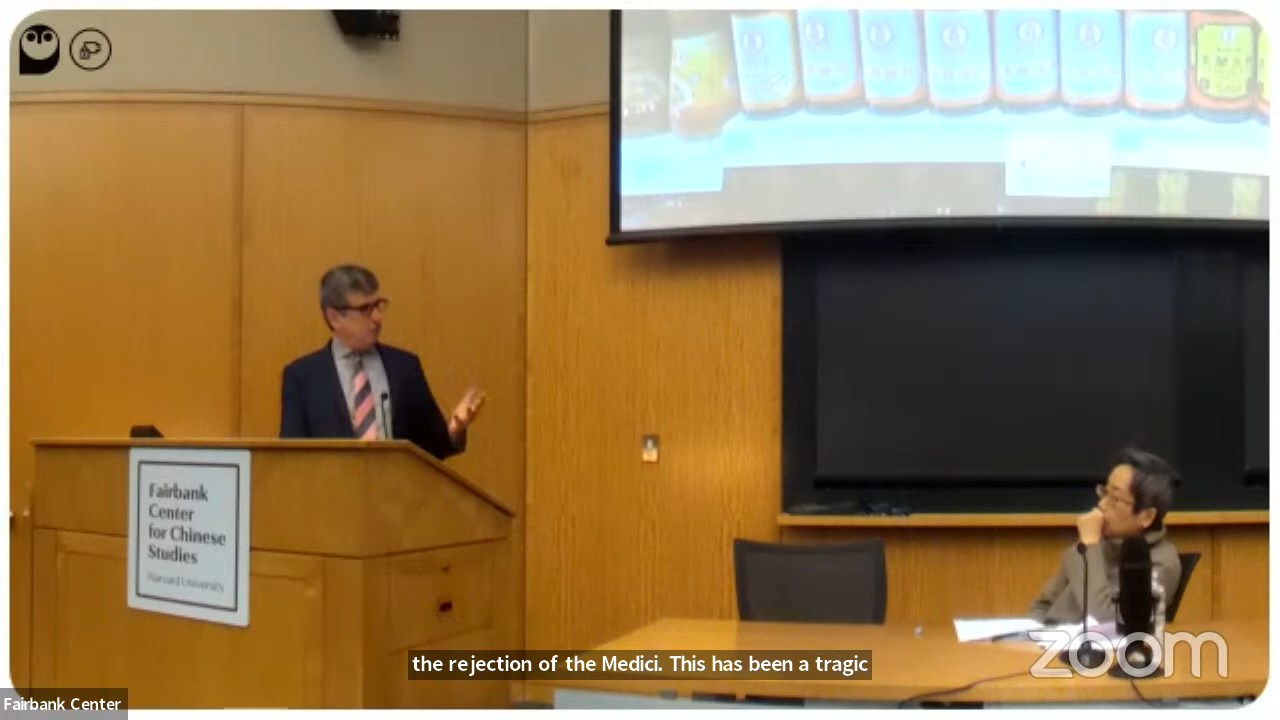 Fairbank
Center
for Chinese
Studies
Harvard University
the rejection of the Medici. This has been a tragic
zoom
Fairbank Center